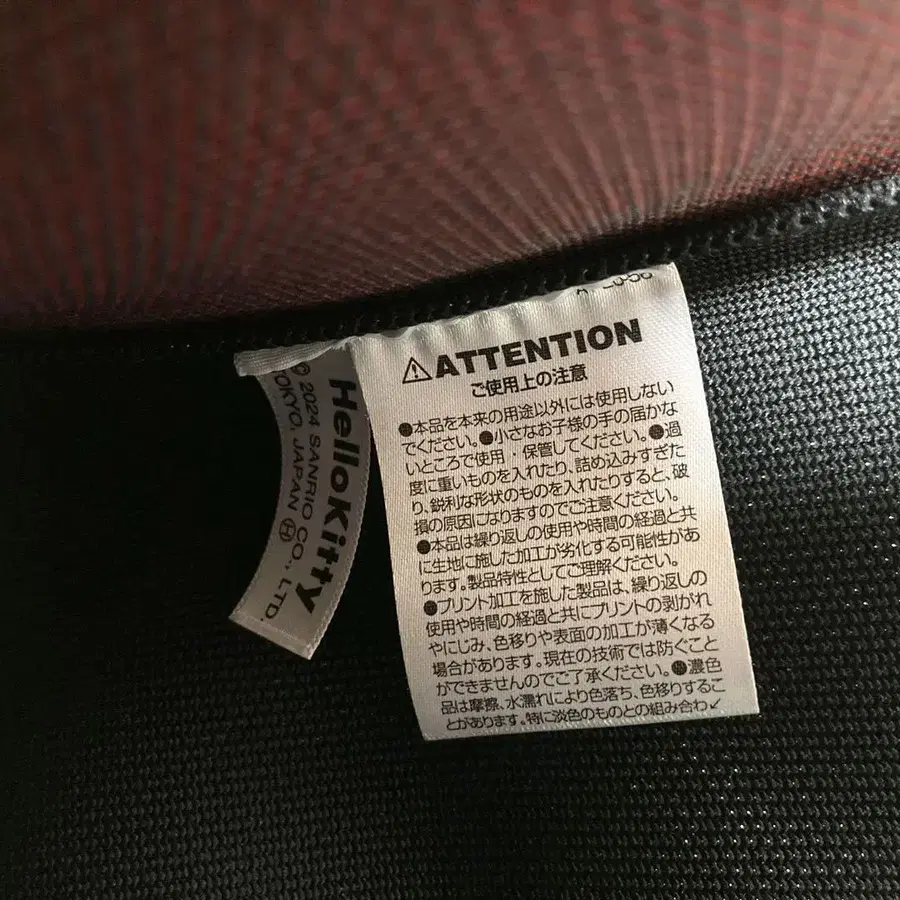 HelloKitty
© 2024 SANRIO CO., LTD.
TOKYO, JAPAN Ⓗ
⚠ATTENTION
ご使用上の注意
●本品を本来の用途以外には使用しない
でください。●小さなお子様の手の届かな
いところで使用・保管してください。●過
度に重いものを入れたり、詰め込みすぎた
り、鋭利な形状のものを入れたりすると、破
損の原因になりますのでご注意ください。
●本品は繰り返しの使用や時間の経過と共
に生地に施した加工が劣化する可能性があ
ります。製品特性としてご理解ください。
●プリント加工を施した製品は、繰り返しの
使用や時間の経過と共にプリントの剥がれ
やにじみ、色移りや表面の加工が薄くなる
場合があります。現在の技術では防ぐこと
ができませんのでご了承ください。●濃色
品は摩擦、水濡れにより色落ち、色移りするこ
とがあります。特に淡色のものとの組み合わ↙